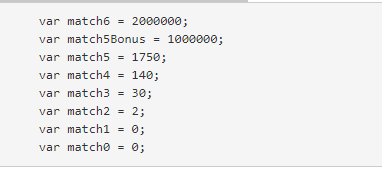 var match6 = 2000000;
var match5Bonus = 1000000;
var match5 = 1750;
var match4 = 140;
var match3 = 30;
var match2 = 2;
var match1 = 0;
var match0 = 0;